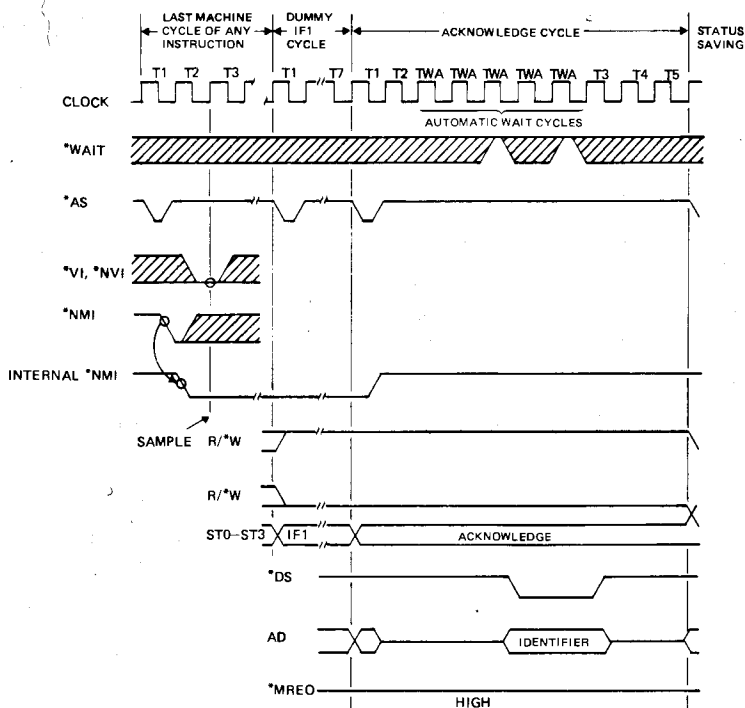 LAST MACHINE
CYCLE OF ANY
INSTRUCTION
DUMMY
IF1
CYCLE
ACKNOWLEDGE CYCLE
STATUS
SAVING
T1 T2 T3 T1 T7 T1 T2 TWA TWA TWA TWA TWA T3 T4 T5
CLOCK
AUTOMATIC WAIT CYCLES
*WAIT
*AS
*VI, *NVI
*NMI
INTERNAL *NMI
SAMPLE
R/*W
R/*W
ST0–ST3 IF1 ACKNOWLEDGE
*DS
AD IDENTIFIER
*MREQ
HIGH